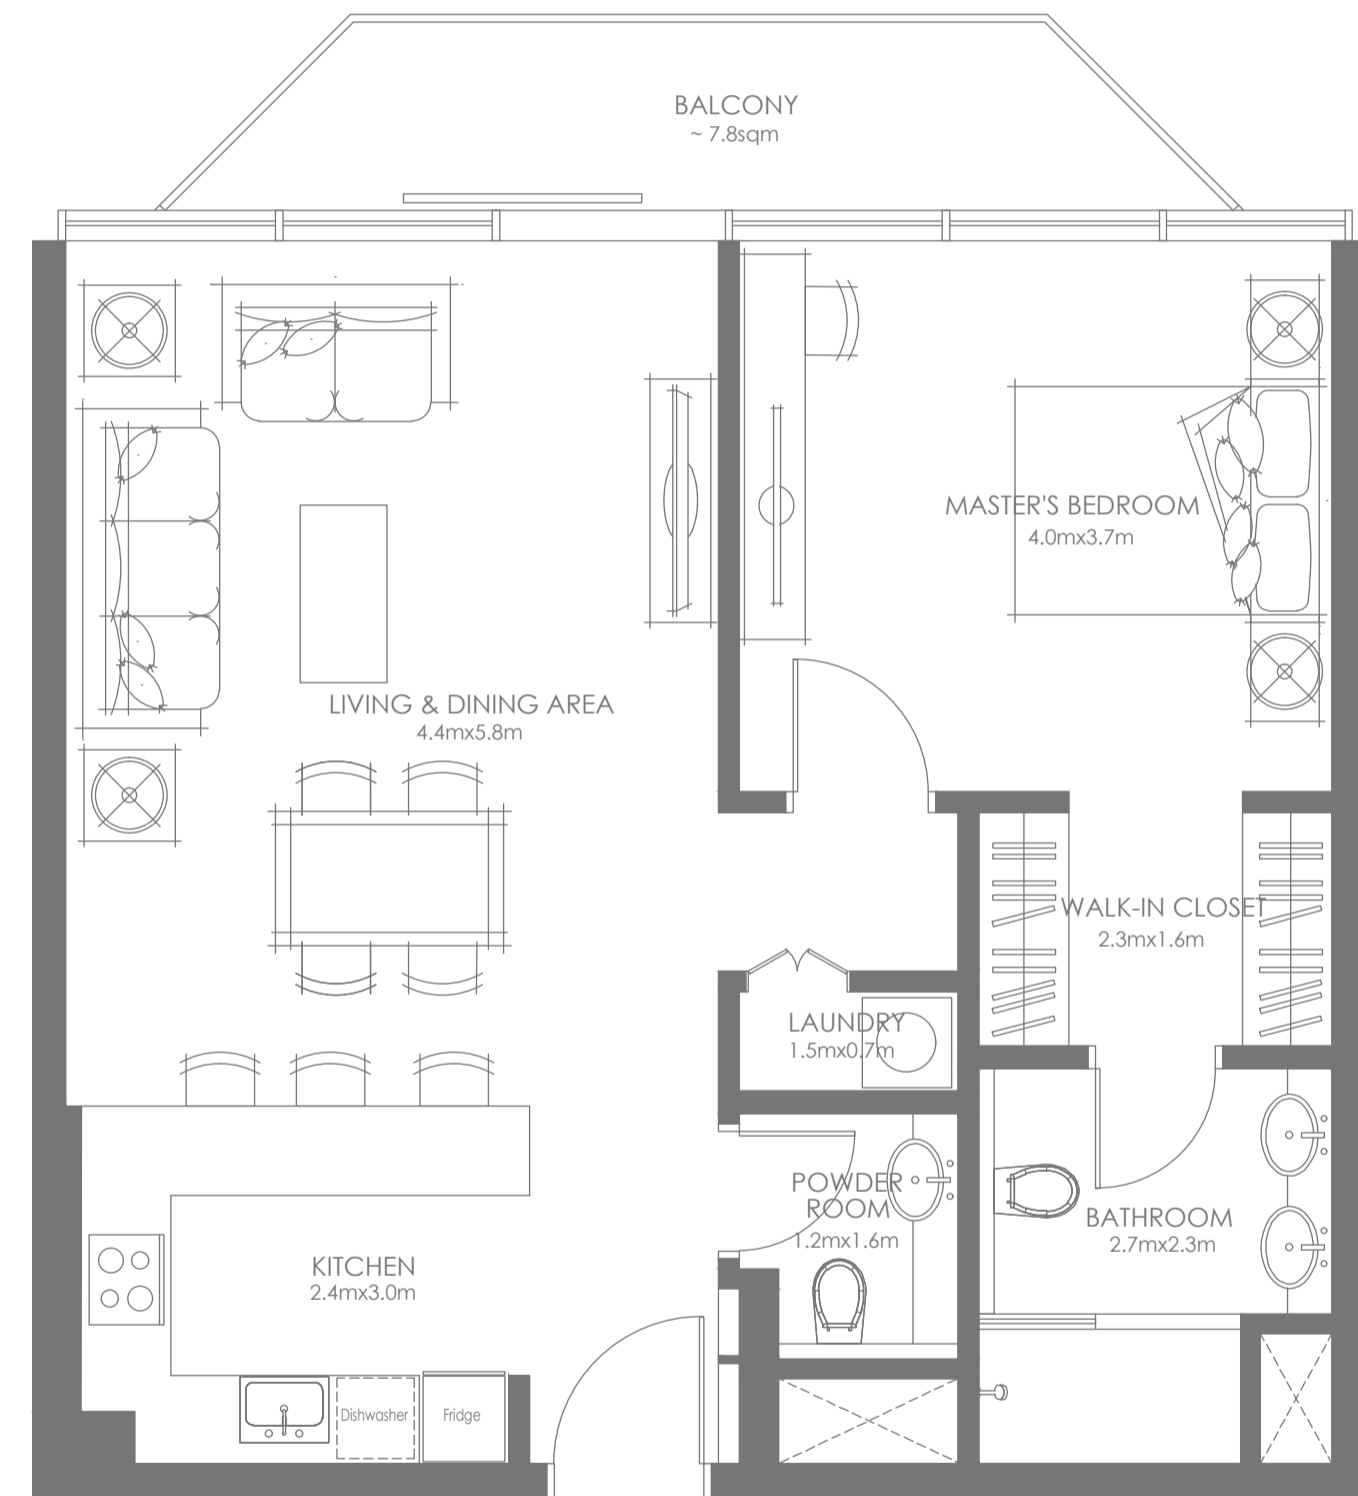 BALCONY
~ 7.8sqm
MASTER'S BEDROOM
4.0mx3.7m
LIVING & DINING AREA
4.4mx5.8m
WALK-IN CLOSET
2.3mx1.6m
LAUNDRY
1.5mx0.7m
POWDER
ROOM
1.2mx1.6m
BATHROOM
2.7mx2.3m
KITCHEN
2.4mx3.0m
Dishwasher
Fridge